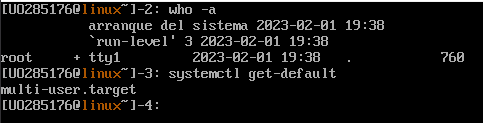 [UO285176@linux~]-2: who -a
arranque del sistema 2023-02-01 19:38
`run-level' 3 2023-02-01 19:38
root + tty1 2023-02-01 19:38 . 760
[UO285176@linux~]-3: systemctl get-default
multi-user.target
[UO285176@linux~]-4: